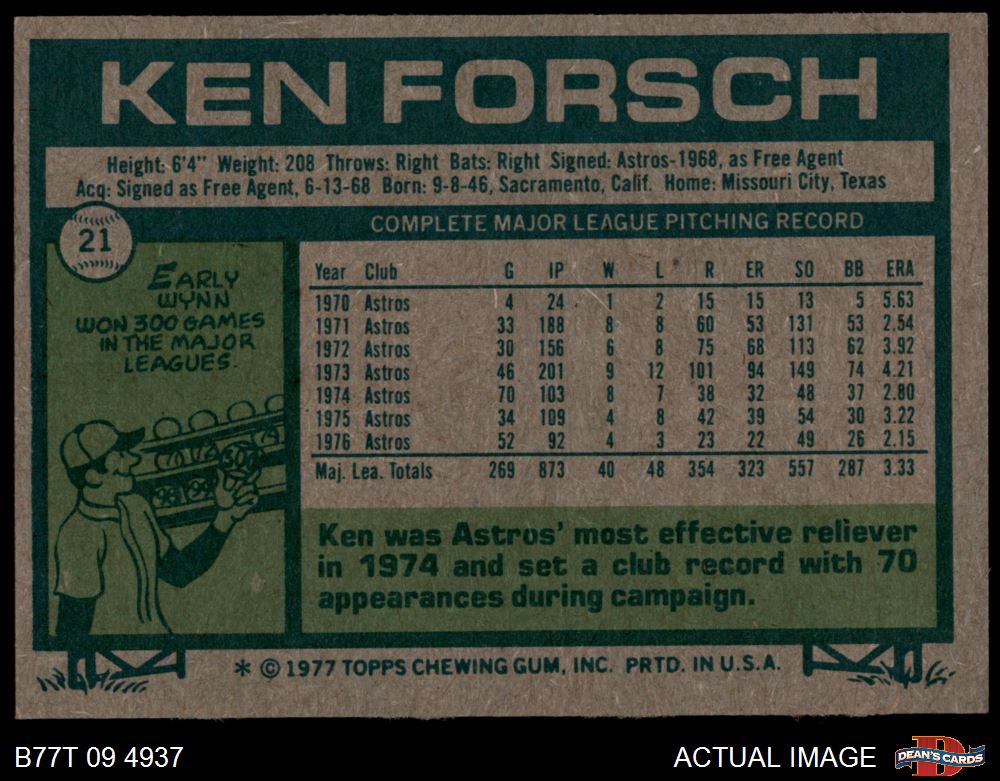 KEN FORSCH
Height: 6'4" Weight: 208 Throws: Right Bats: Right Signed: Astros-1968, as Free Agent
Acq: Signed as Free Agent, 6-13-68 Born: 9-8-46, Sacramento, Calif. Home: Missouri City, Texas
21
COMPLETE MAJOR LEAGUE PITCHING RECORD
EARLY
WYNN
WON 300 GAMES
IN THE MAJOR
LEAGUES.
300
98 99
Year Club G IP W L R ER SO BB ERA
1970 Astros 4 24 1 2 15 15 13 5 5.63
1971 Astros 33 188 8 8 60 53 131 53 2.54
1972 Astros 30 156 6 8 75 68 113 62 3.92
1973 Astros 46 201 9 12 101 94 149 74 4.21
1974 Astros 70 103 8 7 38 32 48 37 2.80
1975 Astros 34 109 4 8 42 39 54 30 3.22
1976 Astros 52 92 4 3 23 22 49 26 2.15
Maj. Lea. Totals 269 873 40 48 354 323 557 287 3.33
Ken was Astros' most effective reliever
in 1974 and set a club record with 70
appearances during campaign.
* © 1977 TOPPS CHEWING GUM, INC. PRTD. IN U.S.A.
B77T 09 4937
ACTUAL IMAGE
D
DEAN'S CARDS